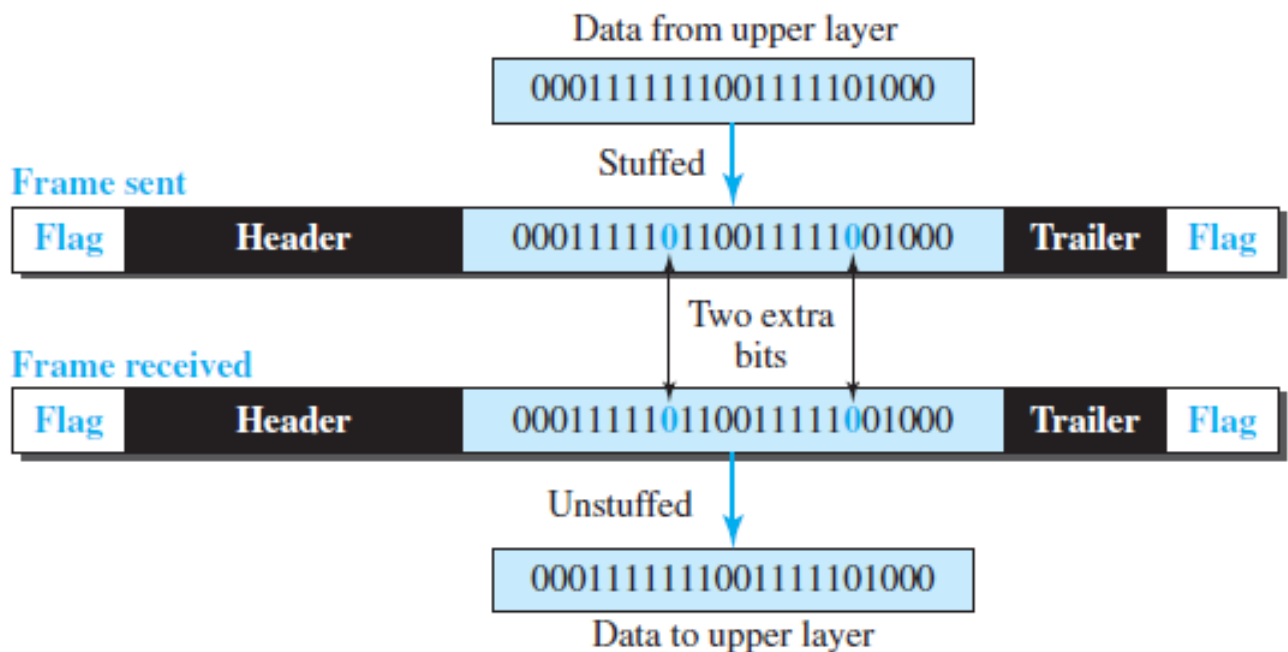 Data from upper layer
0001111111001111101000
Stuffed
Frame sent
Flag Header 000111110110011111001000 Trailer Flag
Two extra
bits
Frame received
Flag Header 000111110110011111001000 Trailer Flag
Unstuffed
0001111111001111101000
Data to upper layer